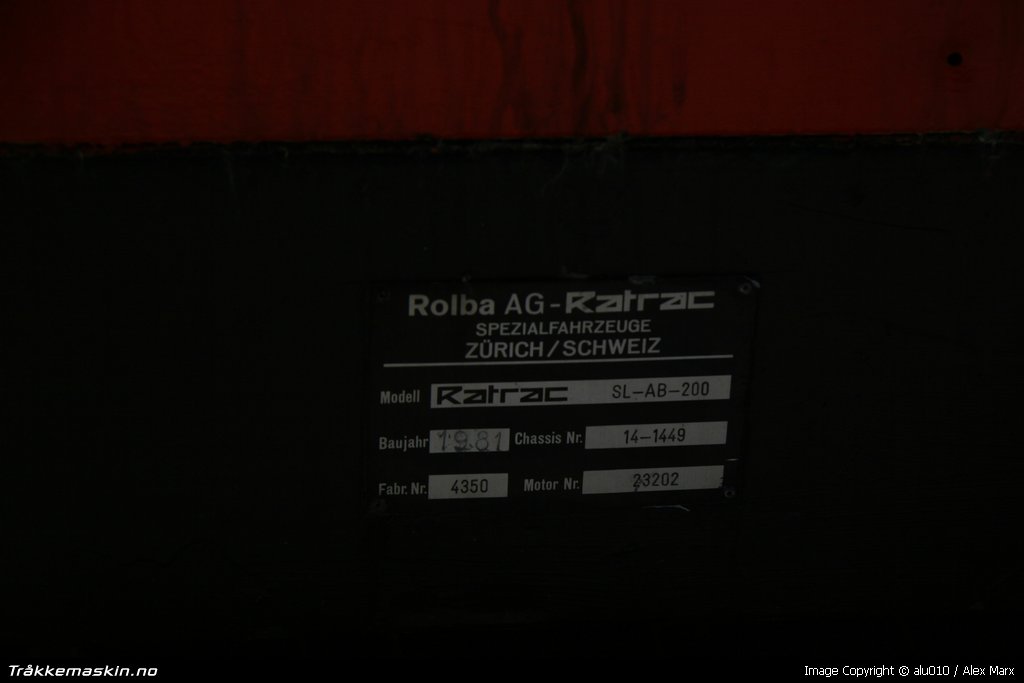 Rolba AG - Ratrac
SPEZIALFAHRZEUGE
ZÜRICH / SCHWEIZ
Modell Ratrac SL-AB-200
Baujahr 1981 Chassis Nr. 14-1449
Fabr. Nr. 4350 Motor Nr. 23202
Tråkkemaskin.no
Image Copyright © alu010 / Alex Marx